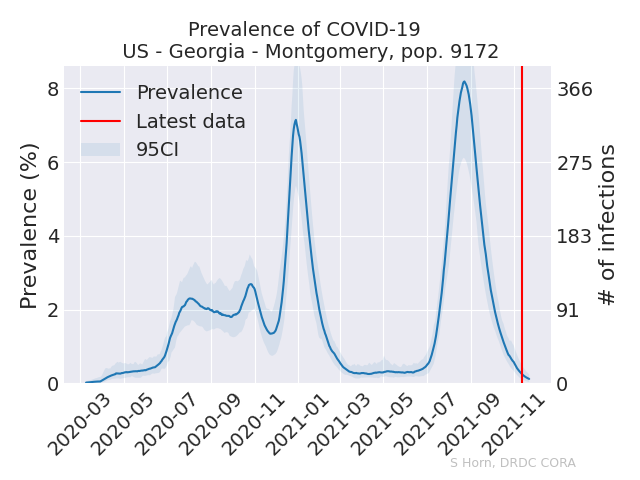 Prevalence of COVID-19
US - Georgia - Montgomery, pop. 9172
Prevalence
Latest data
95CI
Prevalence (%)
8
6
4
2
0
366
275
183
91
0
# of infections
2020-03
2020-05
2020-07
2020-09
2020-11
2021-01
2021-03
2021-05
2021-07
2021-09
2021-11
S Horn, DRDC CORA